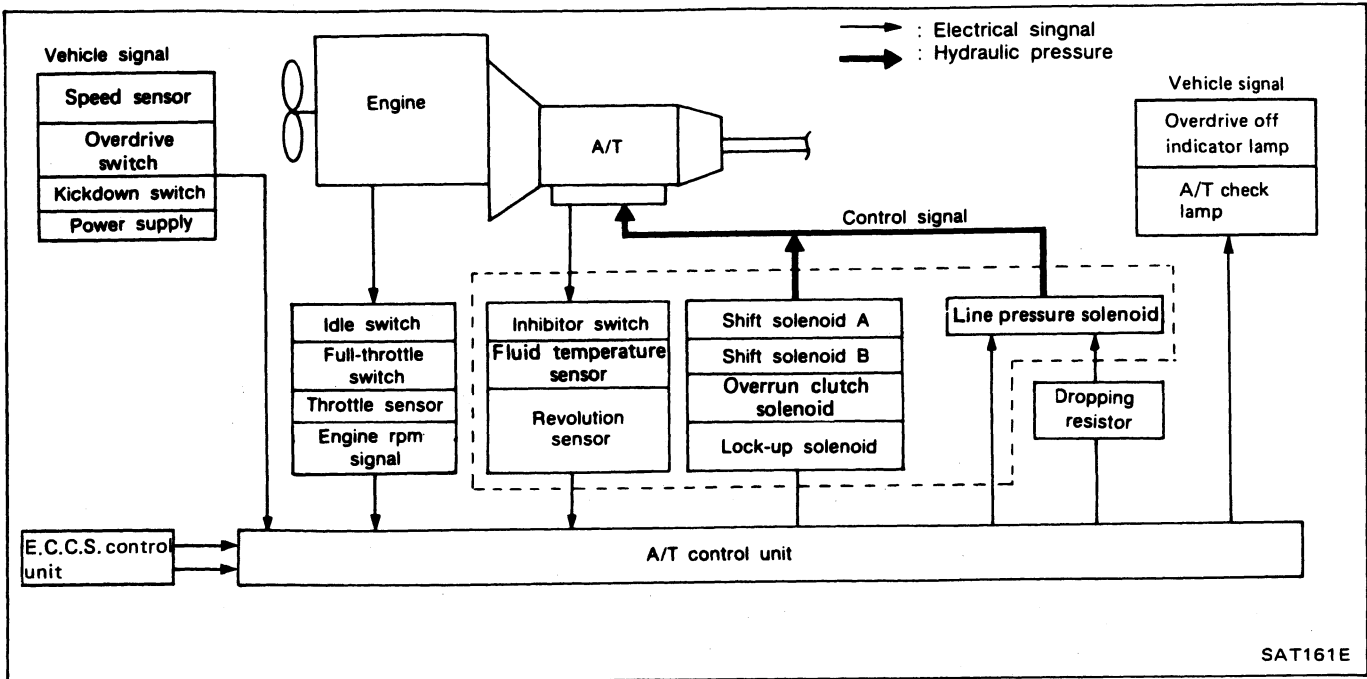 : Electrical singnal
: Hydraulic pressure
Vehicle signal
Speed sensor
Overdrive
switch
Kickdown switch
Power supply
Engine
A/T
Vehicle signal
Overdrive off
indicator lamp
A/T check
lamp
Control signal
Idle switch
Full-throttle
switch
Throttle sensor
Engine rpm
signal
Inhibitor switch
Fluid temperature
sensor
Revolution
sensor
Shift solenoid A
Shift solenoid B
Overrun clutch
solenoid
Lock-up solenoid
Line pressure solenoid
Dropping
resistor
E.C.C.S. control
unit
A/T control unit
SAT161E